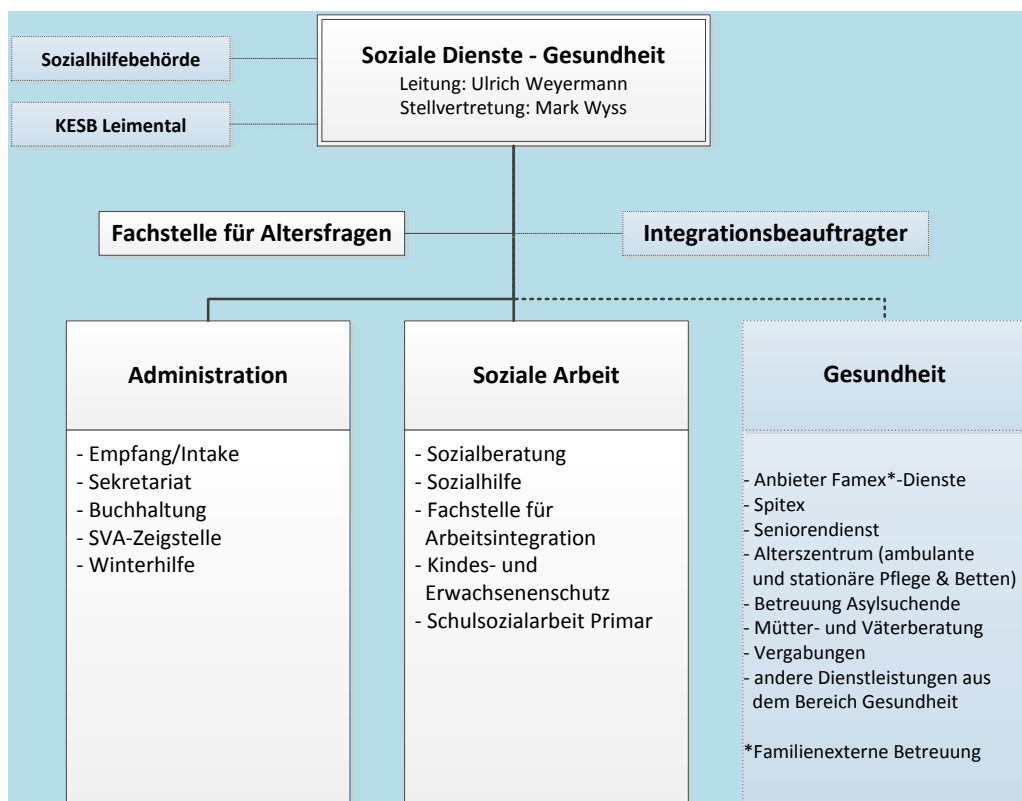 Sozialhilfebehörde
KESB Leimental
Soziale Dienste - Gesundheit
Leitung: Ulrich Weyermann
Stellvertretung: Mark Wyss
Fachstelle für Altersfragen
Integrationsbeauftragter
Administration
- Empfang/Intake
- Sekretariat
- Buchhaltung
- SVA-Zeigstelle
- Winterhilfe
Soziale Arbeit
- Sozialberatung
- Sozialhilfe
- Fachstelle für
Arbeitsintegration
- Kindes- und
Erwachsenenschutz
- Schulsozialarbeit Primar
Gesundheit
- Anbieter Famex*-Dienste
- Spitex
- Seniorendienst
- Alterszentrum (ambulante
und stationäre Pflege & Betten)
- Betreuung Asylsuchende
- Mütter- und Väterberatung
- Vergabungen
- andere Dienstleistungen aus
dem Bereich Gesundheit
*Familienexterne Betreuung